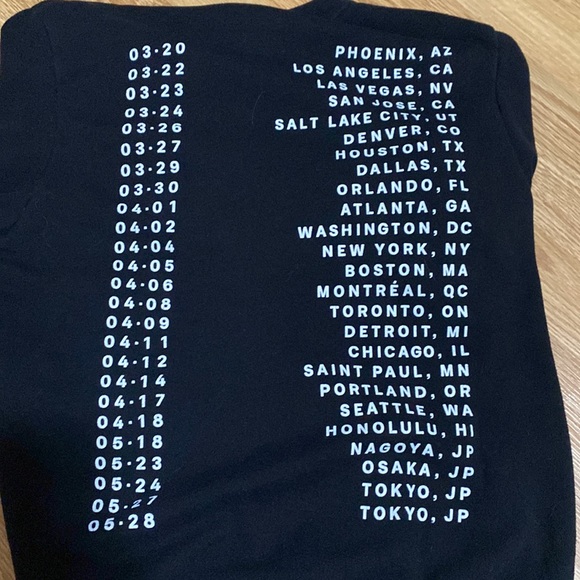 03·20 PHOENIX, AZ
03·22 LOS ANGELES, CA
03·23 LAS VEGAS, NV
03·24 SAN JOSE, CA
03·26 SALT LAKE CITY, UT
03·27 DENVER, CO
03·29 HOUSTON, TX
03·30 DALLAS, TX
04·01 ORLANDO, FL
04·02 ATLANTA, GA
04·04 WASHINGTON, DC
04·05 NEW YORK, NY
04·06 BOSTON, MA
04·08 MONTRÉAL, QC
04·09 TORONTO, ON
04·11 DETROIT, MI
04·12 CHICAGO, IL
04·14 SAINT PAUL, MN
04·17 PORTLAND, OR
04·18 SEATTLE, WA
05·18 HONOLULU, HI
05·23 NAGOYA, JP
05·24 OSAKA, JP
05·27 TOKYO, JP
05·28 TOKYO, JP